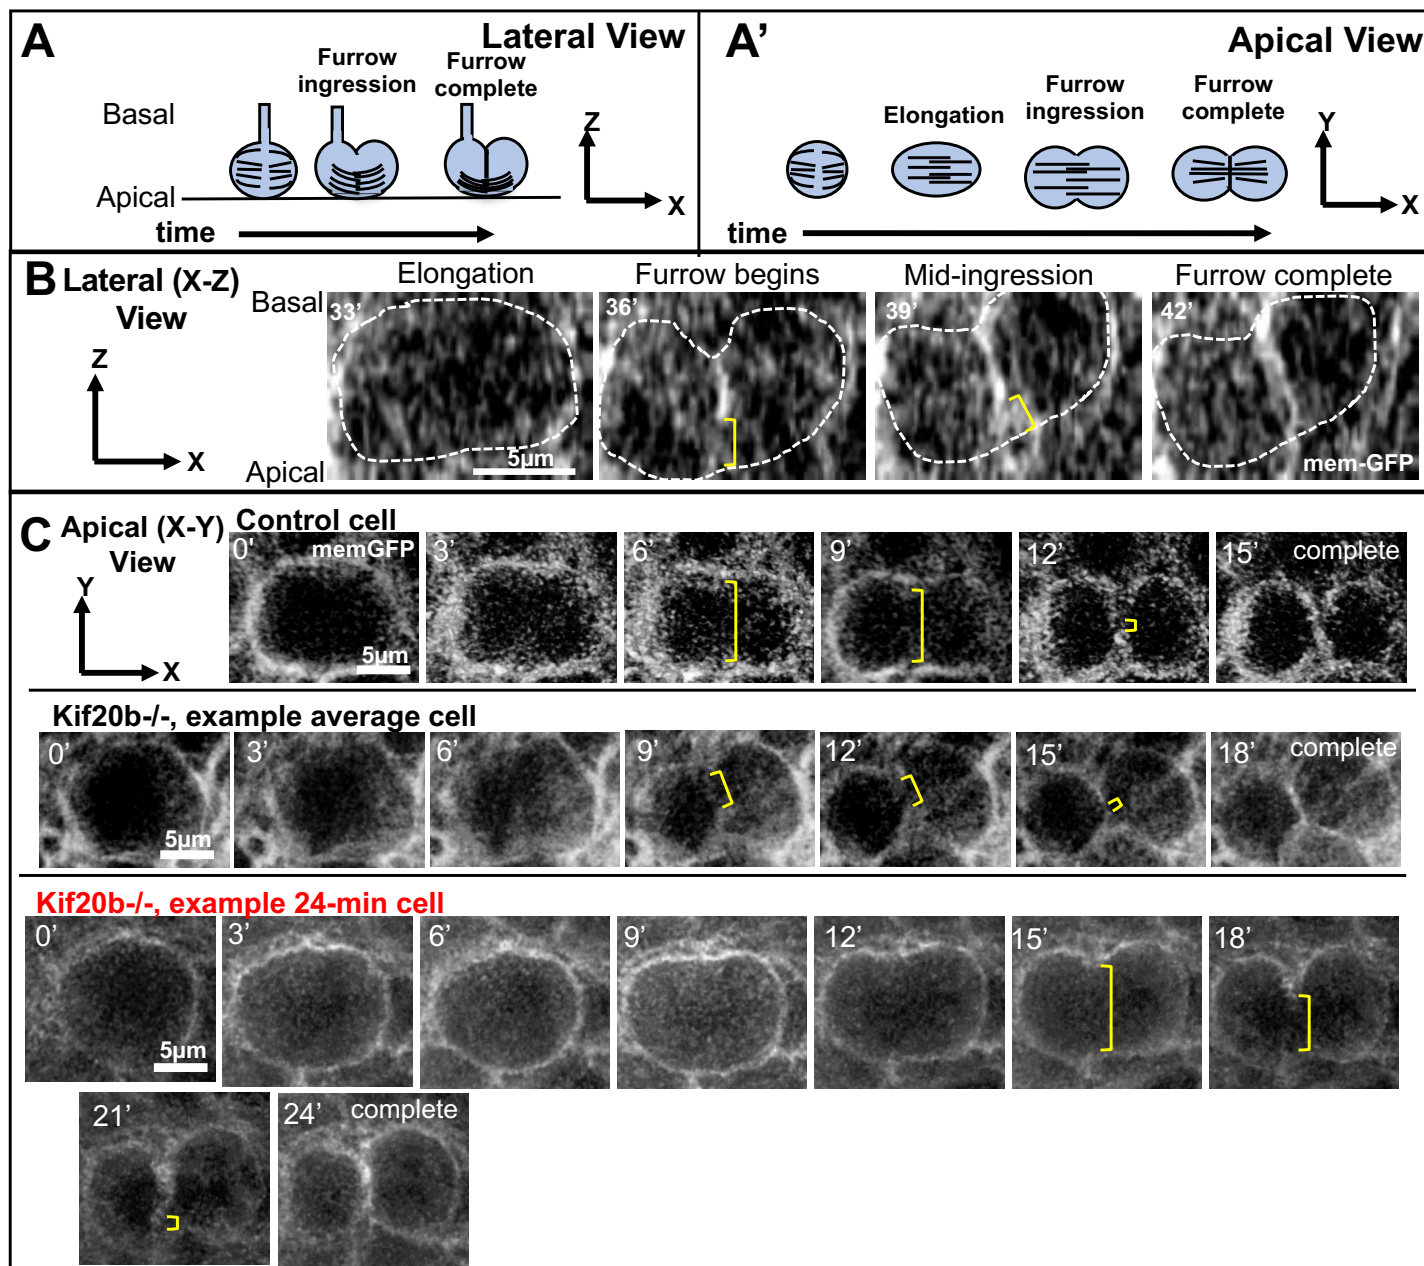 A
Lateral View
Furrow
ingression
Furrow
complete
Basal
Apical
Z
X
time
A'
Apical View
Elongation
Furrow
ingression
Furrow
complete
Y
X
time
B
Lateral (X-Z)
View
Z
X
Basal
Apical
Elongation
Furrow begins
Mid-ingression
Furrow complete
33’
36’
39’
42’
5µm
mem-GFP
C
Apical (X-Y)
View
Y
X
Control cell
0'
memGFP
5µm
3’
6’
9’
12’
15’
complete
Kif20b-/-, example average cell
0’
5µm
3’
6’
9’
12’
15’
18’
complete
Kif20b-/-, example 24-min cell
0’
5µm
3’
6’
9’
12’
15’
18’
21’
24’
complete